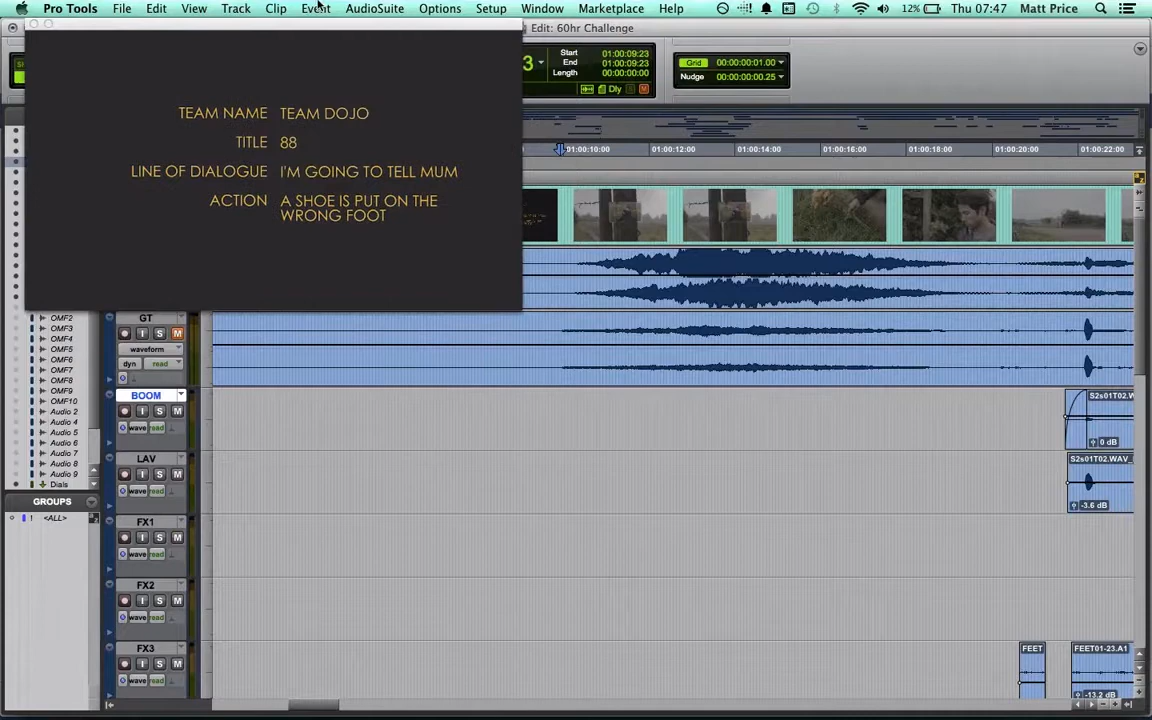 Pro Tools File Edit View Track Clip Event AudioSuite Options Setup Window Marketplace Help 12% Thu 07:47 Matt Price
Edit: 60hr Challenge
3 Start 01:00:09:23
End 01:00:09:23
Length 00:00:00:00
Dly
Grid 00:00:00:01.00
Nudge 00:00:00:00.25
TEAM NAME TEAM DOJO
TITLE 88
LINE OF DIALOGUE I'M GOING TO TELL MUM
ACTION A SHOE IS PUT ON THE
WRONG FOOT
01:00:10:00 01:00:12:00 01:00:14:00 01:00:16:00 01:00:18:00 01:00:20:00 01:00:22:00
OMF2
OMF3
OMF4
OMF5
OMF6
OMF7
OMF8
OMF9
OMF10
Audio 2
Audio 4
Audio 5
Audio 6
Audio 7
Audio 8
Audio 9
Dials
GROUPS
1 <ALL>
GT
I S M
waveform
dyn read
BOOM
I S M
wave read
S2s01T02.W
0 dB
LAV
I S M
wave read
S2s01T02.WAV_
-3.6 dB
FX1
I S M
wave read
FX2
I S M
wave read
FX3
I S M
wave read
FEET
FEET01-23.A1
-13.2 dB